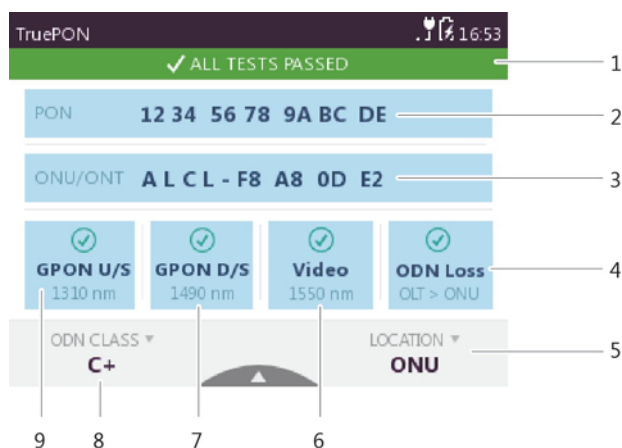 TruePON 16:53
ALL TESTS PASSED 1
PON 12 34 56 78 9A BC DE 2
ONU/ONT A L C L - F8 A8 0D E2 3
GPON U/S GPON D/S Video ODN Loss 4
1310 nm 1490 nm 1550 nm OLT > ONU
ODN CLASS LOCATION 5
C+ ONU
9 8 7 6